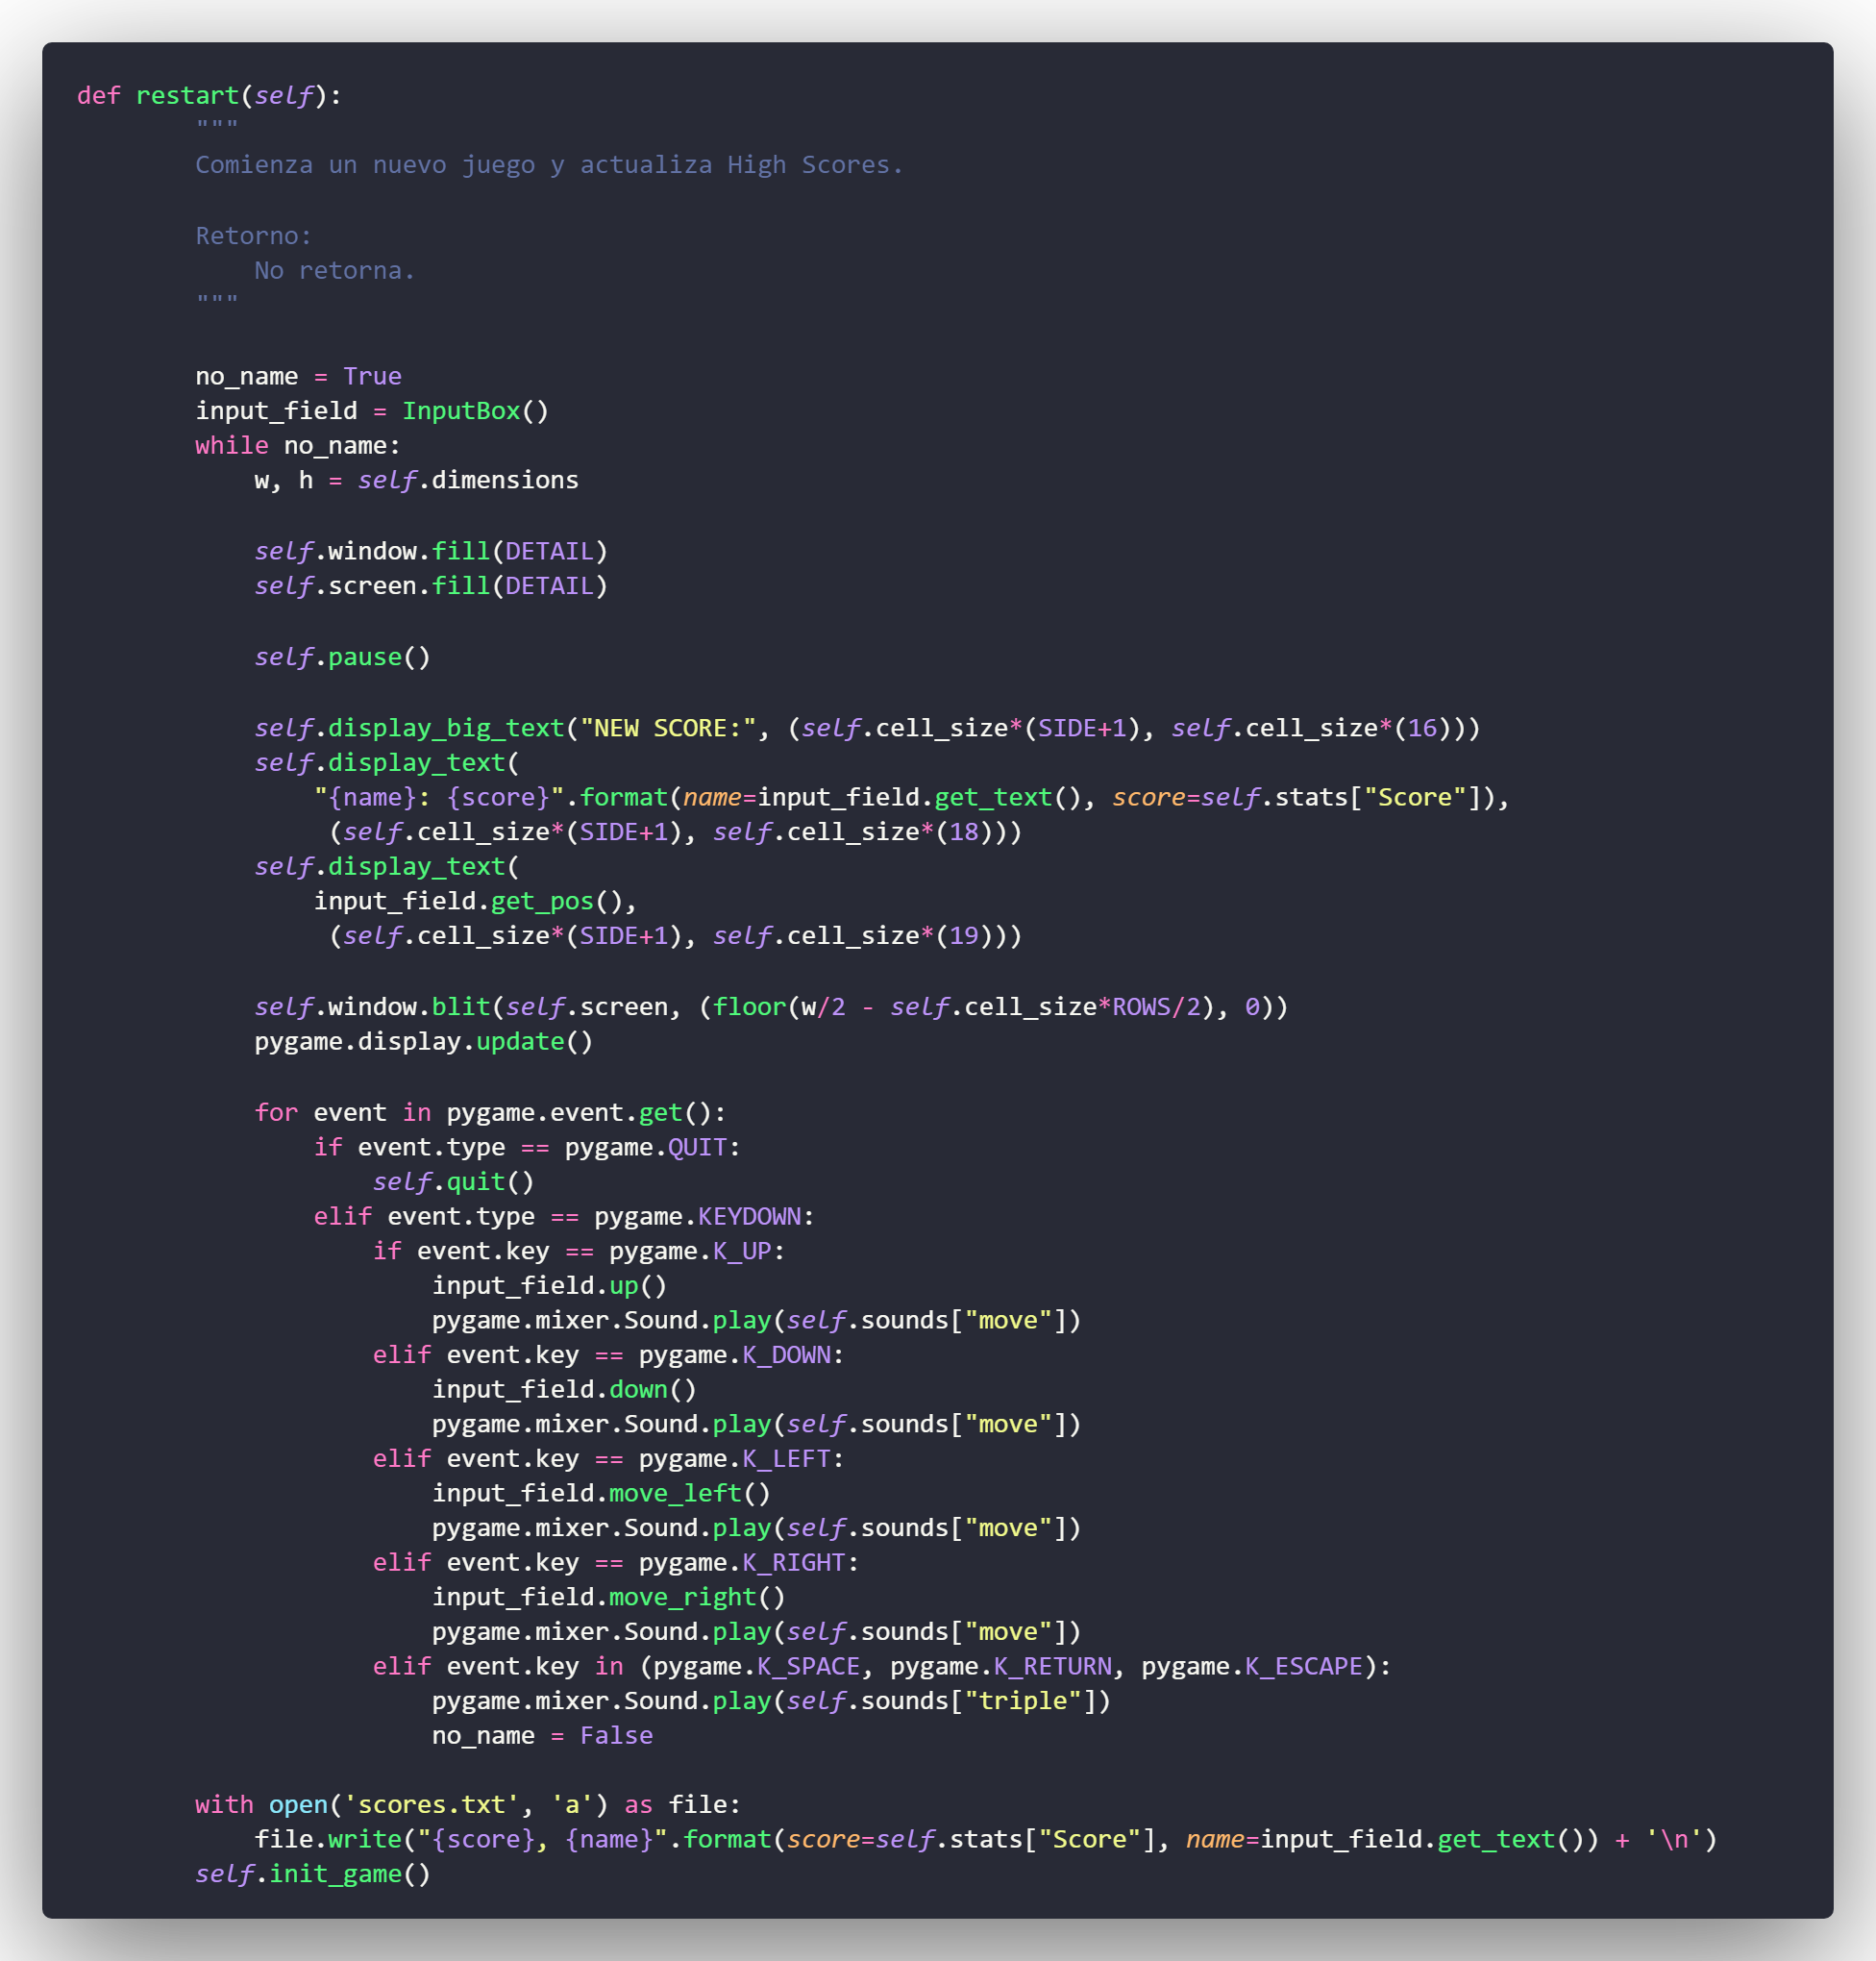 def restart(self):
        """
        Comienza un nuevo juego y actualiza High Scores.

        Retorno:
            No retorna.
        """

        no_name = True
        input_field = InputBox()
        while no_name:
            w, h = self.dimensions

            self.window.fill(DETAIL)
            self.screen.fill(DETAIL)

            self.pause()

            self.display_big_text("NEW SCORE:", (self.cell_size*(SIDE+1), self.cell_size*(16)))
            self.display_text(
                "{name}: {score}".format(name=input_field.get_text(), score=self.stats["Score"]),
                 (self.cell_size*(SIDE+1), self.cell_size*(18)))
            self.display_text(
                input_field.get_pos(),
                 (self.cell_size*(SIDE+1), self.cell_size*(19)))

            self.window.blit(self.screen, (floor(w/2 - self.cell_size*ROWS/2), 0))
            pygame.display.update()

            for event in pygame.event.get():
                if event.type == pygame.QUIT:
                    self.quit()
                elif event.type == pygame.KEYDOWN:
                    if event.key == pygame.K_UP:
                        input_field.up()
                        pygame.mixer.Sound.play(self.sounds["move"])
                    elif event.key == pygame.K_DOWN:
                        input_field.down()
                        pygame.mixer.Sound.play(self.sounds["move"])
                    elif event.key == pygame.K_LEFT:
                        input_field.move_left()
                        pygame.mixer.Sound.play(self.sounds["move"])
                    elif event.key == pygame.K_RIGHT:
                        input_field.move_right()
                        pygame.mixer.Sound.play(self.sounds["move"])
                    elif event.key in (pygame.K_SPACE, pygame.K_RETURN, pygame.K_ESCAPE):
                        pygame.mixer.Sound.play(self.sounds["triple"])
                        no_name = False

        with open('scores.txt', 'a') as file:
            file.write("{score}, {name}".format(score=self.stats["Score"], name=input_field.get_text()) + '\n')
        self.init_game()